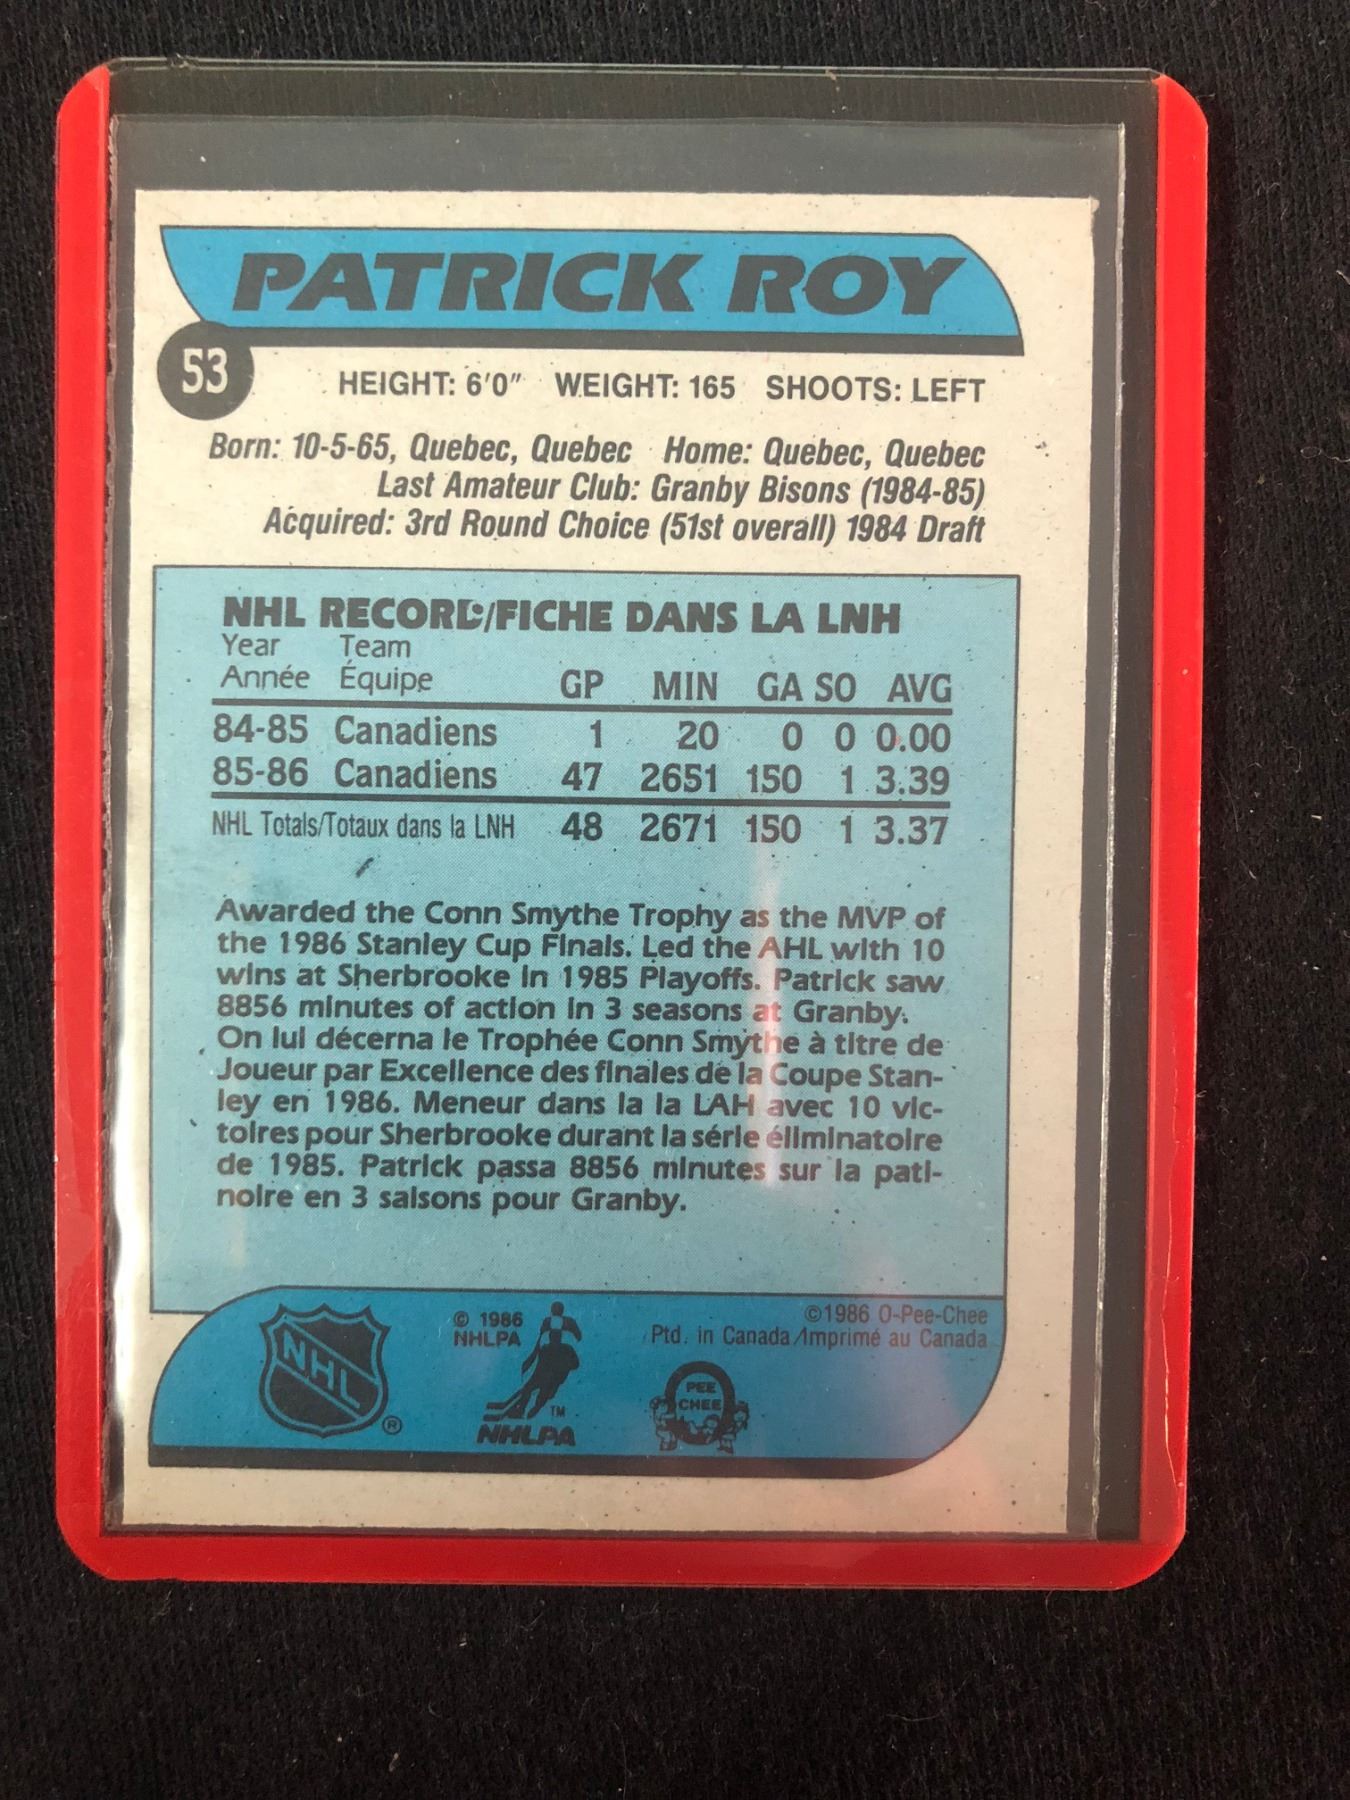 PATRICK ROY
53
HEIGHT: 6'0" WEIGHT: 165 SHOOTS: LEFT
Born: 10-5-65, Quebec, Quebec Home: Quebec, Quebec
Last Amateur Club: Granby Bisons (1984-85)
Acquired: 3rd Round Choice (51st overall) 1984 Draft
NHL RECORD/FICHE DANS LA LNH
Year Team
Année Équipe GP MIN GA SO AVG
84-85 Canadiens 1 20 0 0 0.00
85-86 Canadiens 47 2651 150 1 3.39
NHL Totals/Totaux dans la LNH 48 2671 150 1 3.37
Awarded the Conn Smythe Trophy as the MVP of
the 1986 Stanley Cup Finals. Led the AHL with 10
wins at Sherbrooke in 1985 Playoffs. Patrick saw
8856 minutes of action in 3 seasons at Granby.
On lui décerna le Trophée Conn Smythe à titre de
Joueur par Excellence des finales de la Coupe Stan-
ley en 1986. Meneur dans la la LAH avec 10 vic-
toires pour Sherbrooke durant la série éliminatoire
de 1985. Patrick passa 8856 minutes sur la pati-
noire en 3 saisons pour Granby.
NHL ®
© 1986
NHLPA
TM
NHLPA
©1986 O-Pee-Chee
Ptd. in Canada/Imprimé au Canada
PEE
CHEE